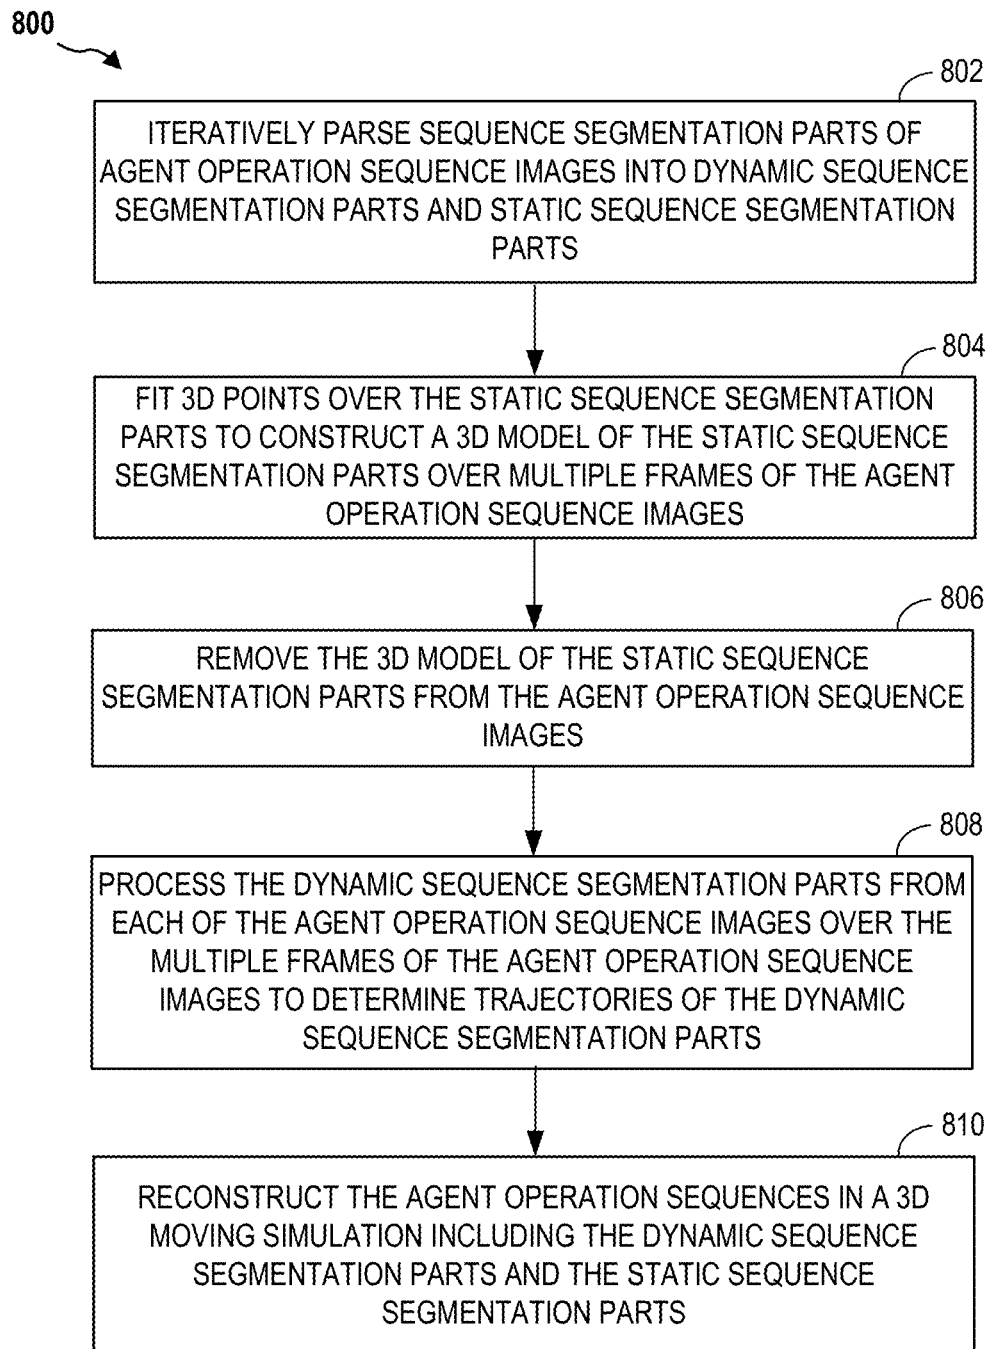 800
802
ITERATIVELY PARSE SEQUENCE SEGMENTATION PARTS OF
AGENT OPERATION SEQUENCE IMAGES INTO DYNAMIC SEQUENCE
SEGMENTATION PARTS AND STATIC SEQUENCE SEGMENTATION
PARTS
804
FIT 3D POINTS OVER THE STATIC SEQUENCE SEGMENTATION
PARTS TO CONSTRUCT A 3D MODEL OF THE STATIC SEQUENCE
SEGMENTATION PARTS OVER MULTIPLE FRAMES OF THE AGENT
OPERATION SEQUENCE IMAGES
806
REMOVE THE 3D MODEL OF THE STATIC SEQUENCE
SEGMENTATION PARTS FROM THE AGENT OPERATION SEQUENCE
IMAGES
808
PROCESS THE DYNAMIC SEQUENCE SEGMENTATION PARTS FROM
EACH OF THE AGENT OPERATION SEQUENCE IMAGES OVER THE
MULTIPLE FRAMES OF THE AGENT OPERATION SEQUENCE
IMAGES TO DETERMINE TRAJECTORIES OF THE DYNAMIC
SEQUENCE SEGMENTATION PARTS
810
RECONSTRUCT THE AGENT OPERATION SEQUENCES IN A 3D
MOVING SIMULATION INCLUDING THE DYNAMIC SEQUENCE
SEGMENTATION PARTS AND THE STATIC SEQUENCE
SEGMENTATION PARTS